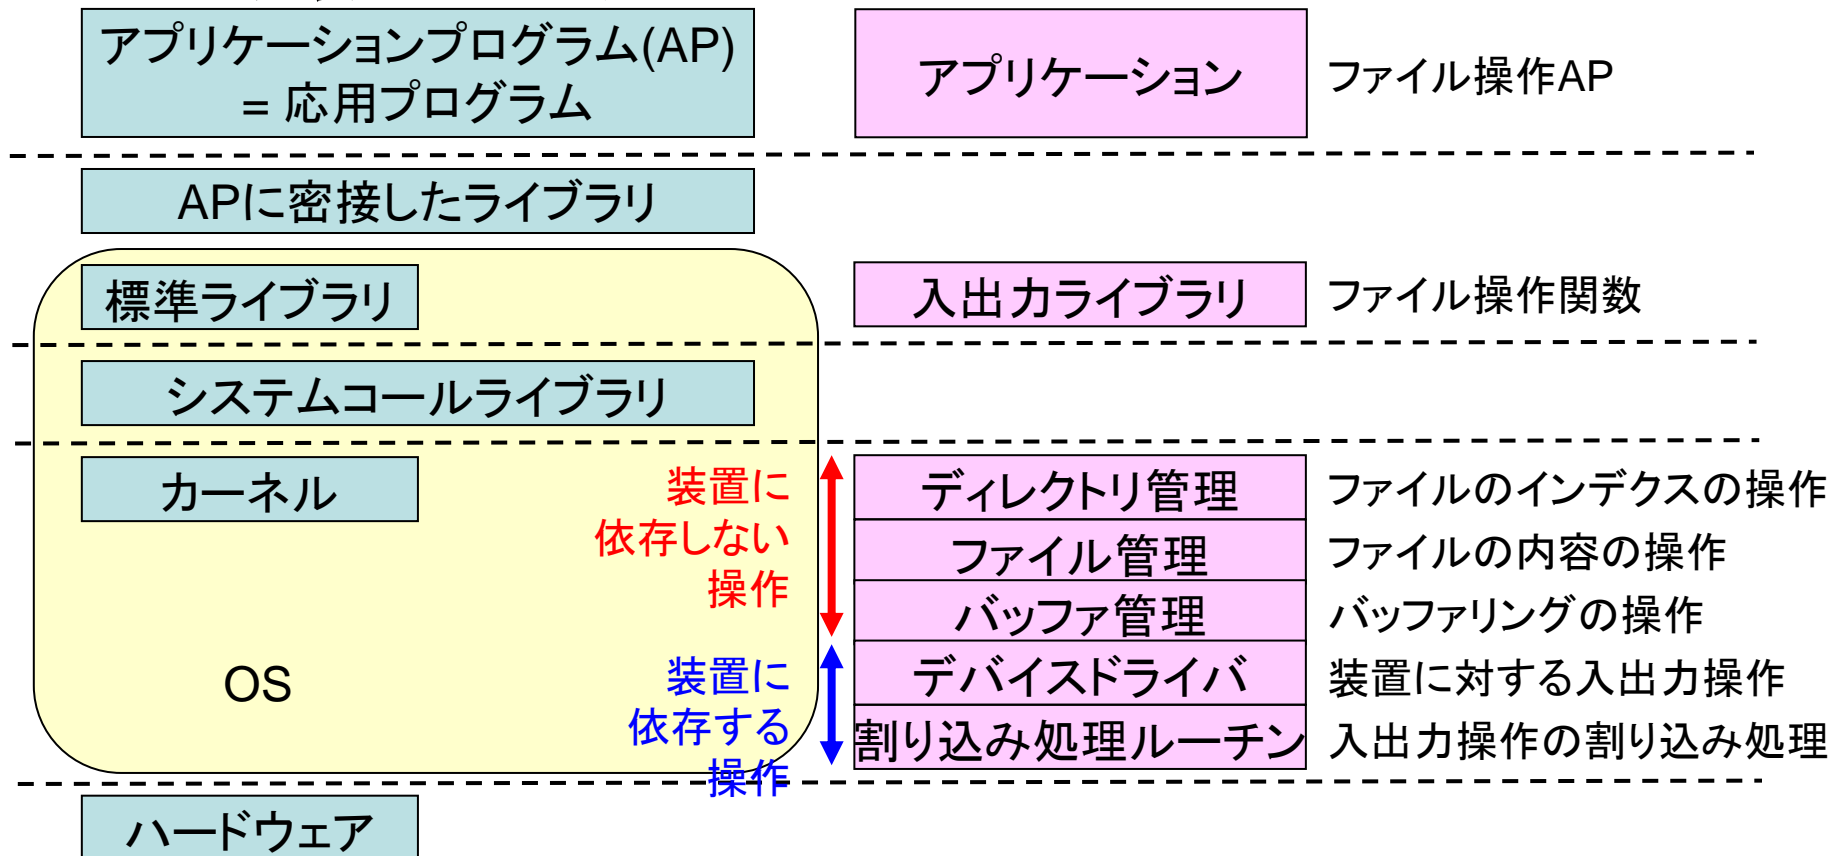 アプリケーションプログラム(AP)
= 応用プログラム
アプリケーション
ファイル操作AP
APに密接したライブラリ
標準ライブラリ
入出力ライブラリ
ファイル操作関数
システムコールライブラリ
カーネル
装置に
依存しない
操作
ディレクトリ管理
ファイルのインデクスの操作
ファイル管理
ファイルの内容の操作
バッファ管理
バッファリングの操作
OS
装置に
依存する
操作
デバイスドライバ
装置に対する入出力操作
割り込み処理ルーチン
入出力操作の割り込み処理
ハードウェア